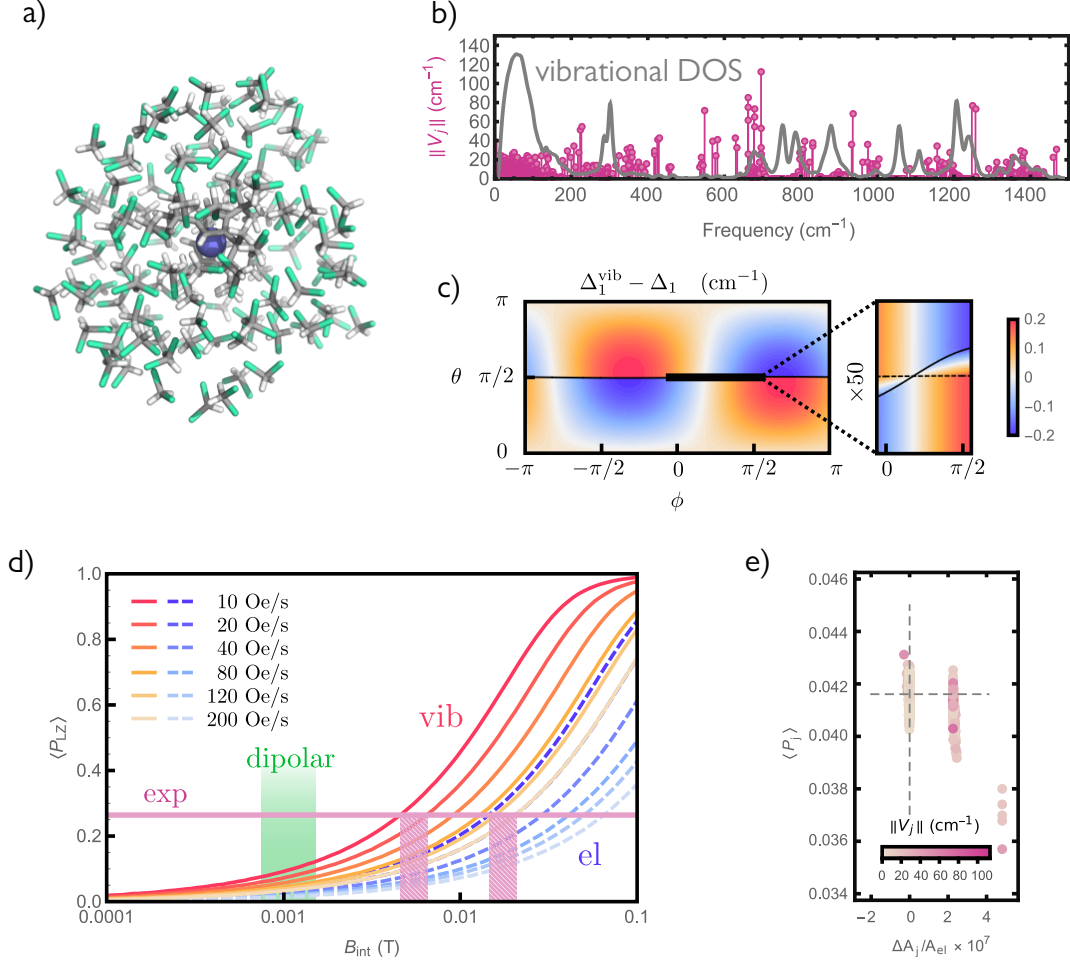 a)
b)
140
120
100
80
60
40
20
0
‖V_j‖ (cm⁻¹)
vibrational DOS
0 200 400 600 800 1000 1200 1400
Frequency (cm⁻¹)
c)
Δ₁ᵛⁱᵇ − Δ₁ (cm⁻¹)
π
θ π/2
0
−π −π/2 0 π/2 π
ϕ
×50
0 π/2
0.2
0.1
0
−0.1
−0.2
d)
1.0
0.8
0.6
0.4
0.2
0.0
⟨P_LZ⟩
10 Oe/s
20 Oe/s
40 Oe/s
80 Oe/s
120 Oe/s
200 Oe/s
vib
dipolar
exp
el
0.0001 0.001 0.01 0.1
B_int (T)
e)
0.046
0.044
0.042
0.040
0.038
0.036
0.034
⟨P_j⟩
‖V_j‖ (cm⁻¹)
0 20 40 60 80 100
−2 0 2 4 6
ΔA_j/A_el × 10⁷